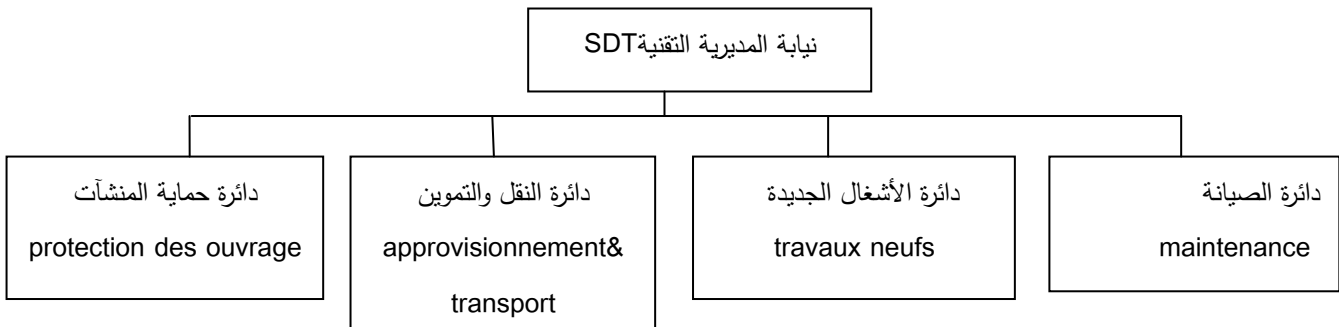 نيابة المديرية التقنيةSDT
دائرة الصيانة
maintenance
دائرة الأشغال الجديدة
travaux neufs
دائرة النقل والتموين
approvisionnement&
transport
دائرة حماية المنشآت
protection des ouvrage